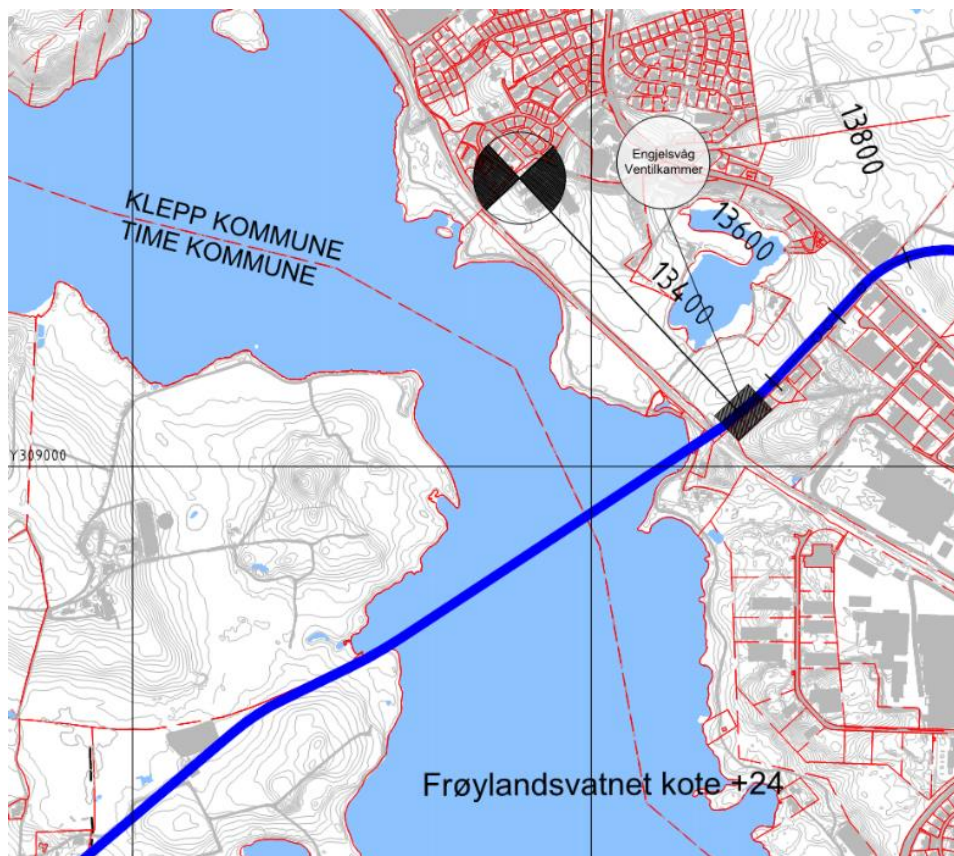 13800
Engjelsvåg
Ventilkammer
KLEPP KOMMUNE
TIME KOMMUNE
13600
13400
Y309000
Frøylandsvatnet kote +24